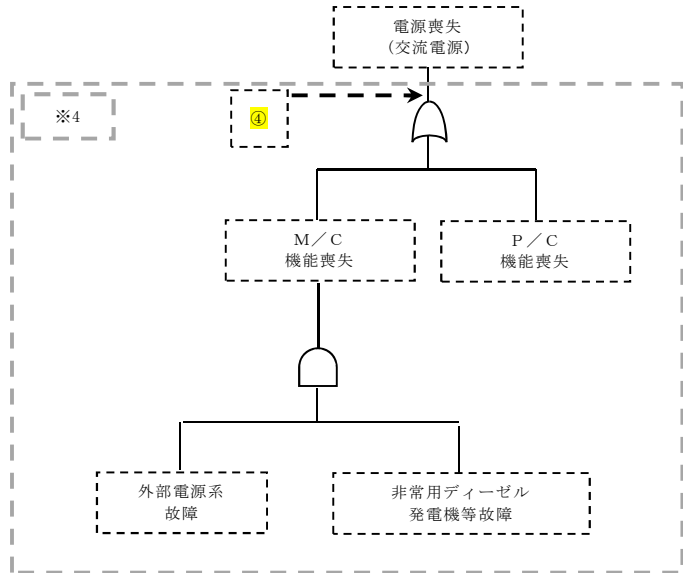 電源喪失
(交流電源)
※4
④
M／C
機能喪失
P／C
機能喪失
外部電源系
故障
非常用ディーゼル
発電機等故障